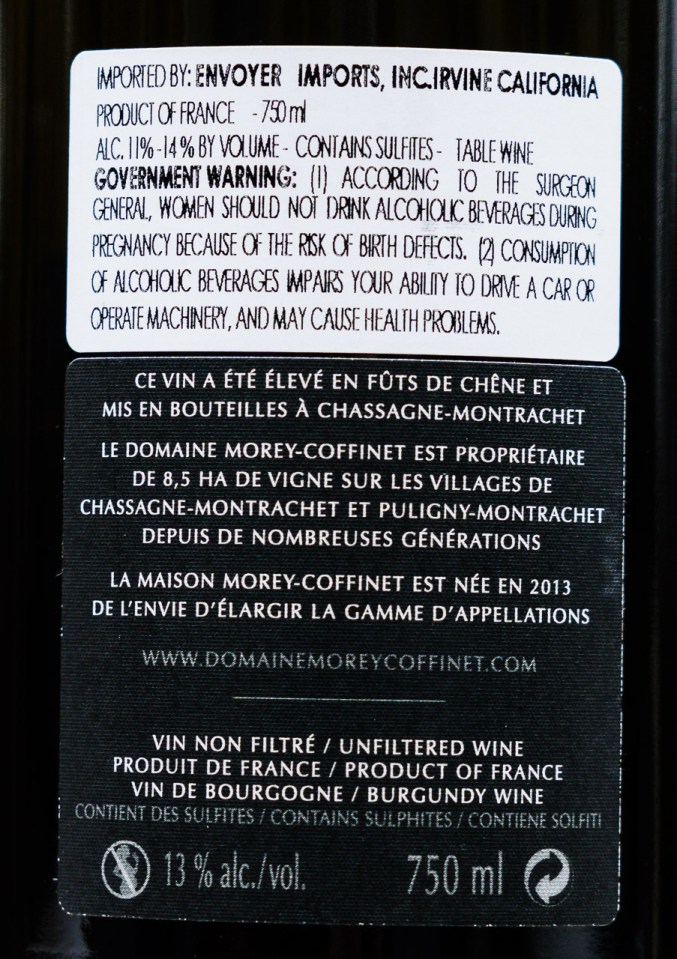 IMPORTED BY: ENVOYER IMPORTS, INC.IRVINE CALIFORNIA
PRODUCT OF FRANCE - 750 ml
ALC. 11% -14 % BY VOLUME - CONTAINS SULFITES - TABLE WINE
GOVERNMENT WARNING: (1) ACCORDING TO THE SURGEON
GENERAL, WOMEN SHOULD NOT DRINK ALCOHOLIC BEVERAGES DURING
PREGNANCY BECAUSE OF THE RISK OF BIRTH DEFECTS. (2) CONSUMPTION
OF ALCOHOLIC BEVERAGES IMPAIRS YOUR ABILITY TO DRIVE A CAR OR
OPERATE MACHINERY, AND MAY CAUSE HEALTH PROBLEMS.
CE VIN A ÉTÉ ÉLEVÉ EN FÛTS DE CHÊNE ET
MIS EN BOUTEILLES À CHASSAGNE-MONTRACHET
LE DOMAINE MOREY-COFFINET EST PROPRIÉTAIRE
DE 8,5 HA DE VIGNE SUR LES VILLAGES DE
CHASSAGNE-MONTRACHET ET PULIGNY-MONTRACHET
DEPUIS DE NOMBREUSES GÉNÉRATIONS
LA MAISON MOREY-COFFINET EST NÉE EN 2013
DE L'ENVIE D'ÉLARGIR LA GAMME D'APPELLATIONS
WWW.DOMAINEMOREYCOFFINET.COM
VIN NON FILTRÉ / UNFILTERED WINE
PRODUIT DE FRANCE / PRODUCT OF FRANCE
VIN DE BOURGOGNE / BURGUNDY WINE
CONTIENT DES SULFITES / CONTAINS SULPHITES / CONTIENE SOLFITI
13 % alc./vol. 750 ml